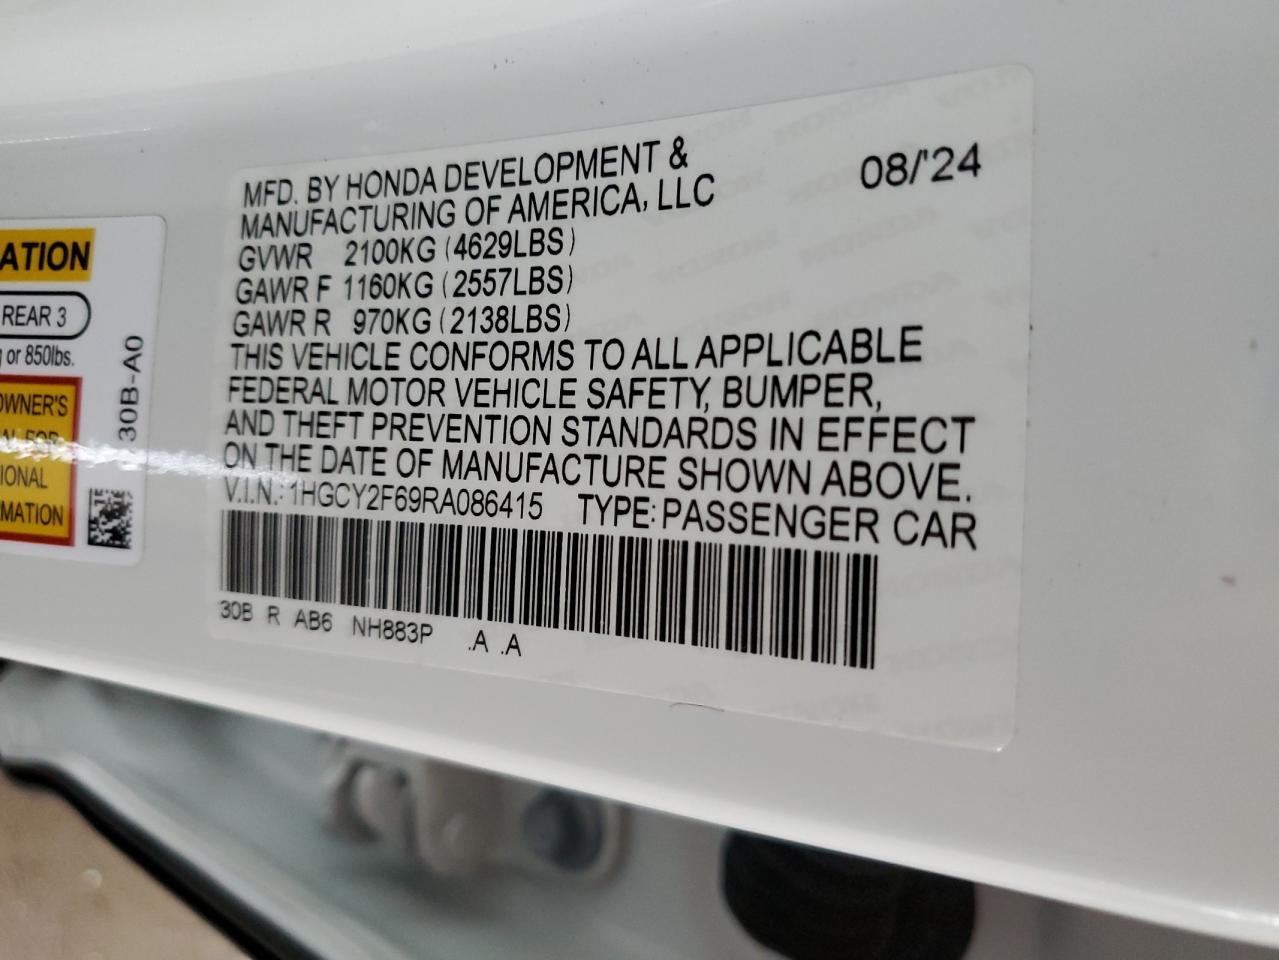 ATION
REAR 3
or 850lbs.
OWNER'S
AL FOR
IONAL
RMATION
30B-A0
08/'24
MFD. BY HONDA DEVELOPMENT &
MANUFACTURING OF AMERICA, LLC
GVWR 2100KG (4629LBS)
GAWR F 1160KG (2557LBS)
GAWR R 970KG (2138LBS)
THIS VEHICLE CONFORMS TO ALL APPLICABLE
FEDERAL MOTOR VEHICLE SAFETY, BUMPER,
AND THEFT PREVENTION STANDARDS IN EFFECT
ON THE DATE OF MANUFACTURE SHOWN ABOVE.
V.I.N.: 1HGCY2F69RA086415 TYPE: PASSENGER CAR
30B R AB6 NH883P .A .A